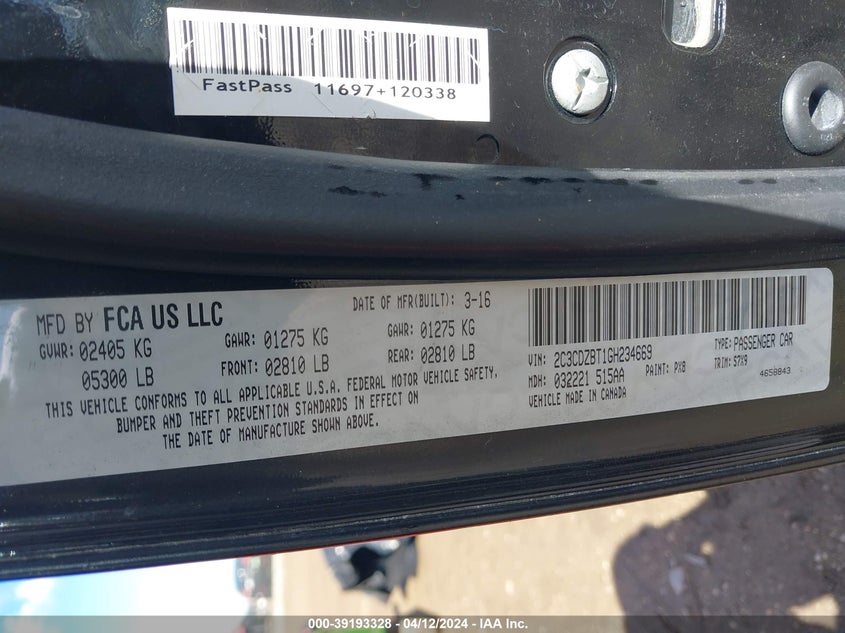 FastPass 11697+120338
MFD BY FCA US LLC
DATE OF MFR(BUILT): 3-16
GVWR: 02405 KG
GAWR: 01275 KG
GAWR: 01275 KG
05300 LB
FRONT: 02810 LB
REAR: 02810 LB
THIS VEHICLE CONFORMS TO ALL APPLICABLE U.S.A. FEDERAL MOTOR VEHICLE SAFETY,
BUMPER AND THEFT PREVENTION STANDARDS IN EFFECT ON
THE DATE OF MANUFACTURE SHOWN ABOVE.
VIN: 2C3CDZBT1GH234669
TYPE: PASSENGER CAR
MDH: 032221 515AA
PAINT: PX8
TRIM: S7X9
VEHICLE MADE IN CANADA
4658843
000-39193328 - 04/12/2024 - IAA Inc.